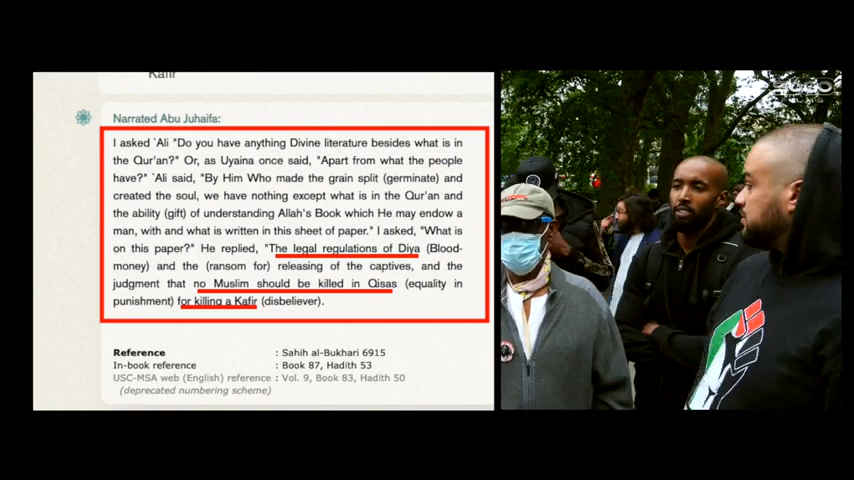 Kafir
Narrated Abu Juhaifa:
I asked `Ali "Do you have anything Divine literature besides what is in
the Qur'an?" Or, as Uyaina once said, "Apart from what the people
have?" `Ali said, "By Him Who made the grain split (germinate) and
created the soul, we have nothing except what is in the Qur'an and
the ability (gift) of understanding Allah's Book which He may endow a
man, with and what is written in this sheet of paper." I asked, "What is
on this paper?" He replied, "The legal regulations of Diya (Blood-
money) and the (ransom for) releasing of the captives, and the
judgment that no Muslim should be killed in Qisas (equality in
punishment) for killing a Kafir (disbeliever).
Reference : Sahih al-Bukhari 6915
In-book reference : Book 87, Hadith 53
USC-MSA web (English) reference : Vol. 9, Book 83, Hadith 50
(deprecated numbering scheme)